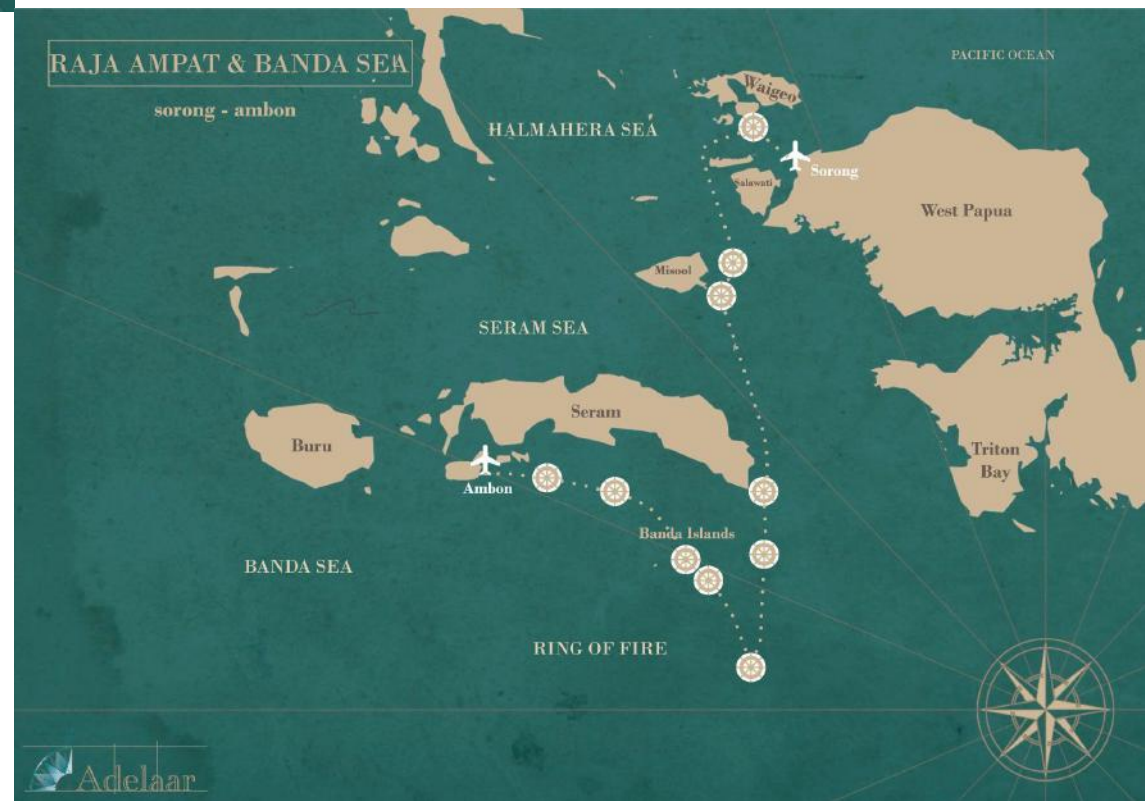 RAJA AMPAT & BANDA SEA
sorong - ambon
PACIFIC OCEAN
Waigeo
HALMAHERA SEA
Sorong
Salawati
West Papua
Misool
SERAM SEA
Seram
Buru
Triton
Bay
Ambon
Banda Islands
BANDA SEA
RING OF FIRE
Adelaar